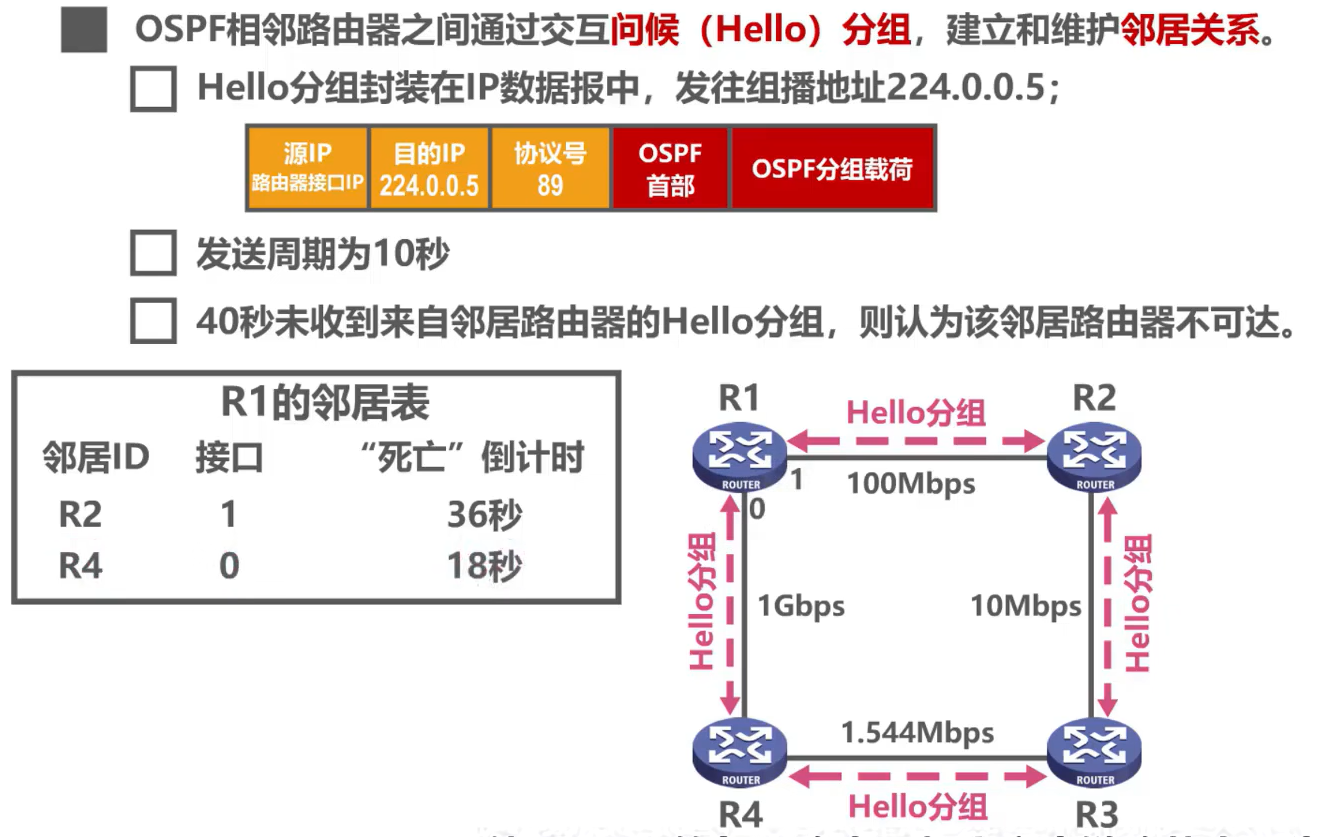 OSPF相邻路由器之间通过交互问候（Hello）分组，建立和维护邻居关系。
Hello分组封装在IP数据报中，发往组播地址224.0.0.5；
源IP 目的IP 协议号 OSPF OSPF分组载荷
路由器接口IP 224.0.0.5 89 首部
发送周期为10秒
40秒未收到来自邻居路由器的Hello分组，则认为该邻居路由器不可达。
R1的邻居表
邻居ID 接口 “死亡”倒计时
R2 1 36秒
R4 0 18秒
R1 Hello分组 R2
ROUTER 1 100Mbps ROUTER
0
Hello分组 1Gbps 10Mbps Hello分组
1.544Mbps
ROUTER ROUTER
R4 Hello分组 R3